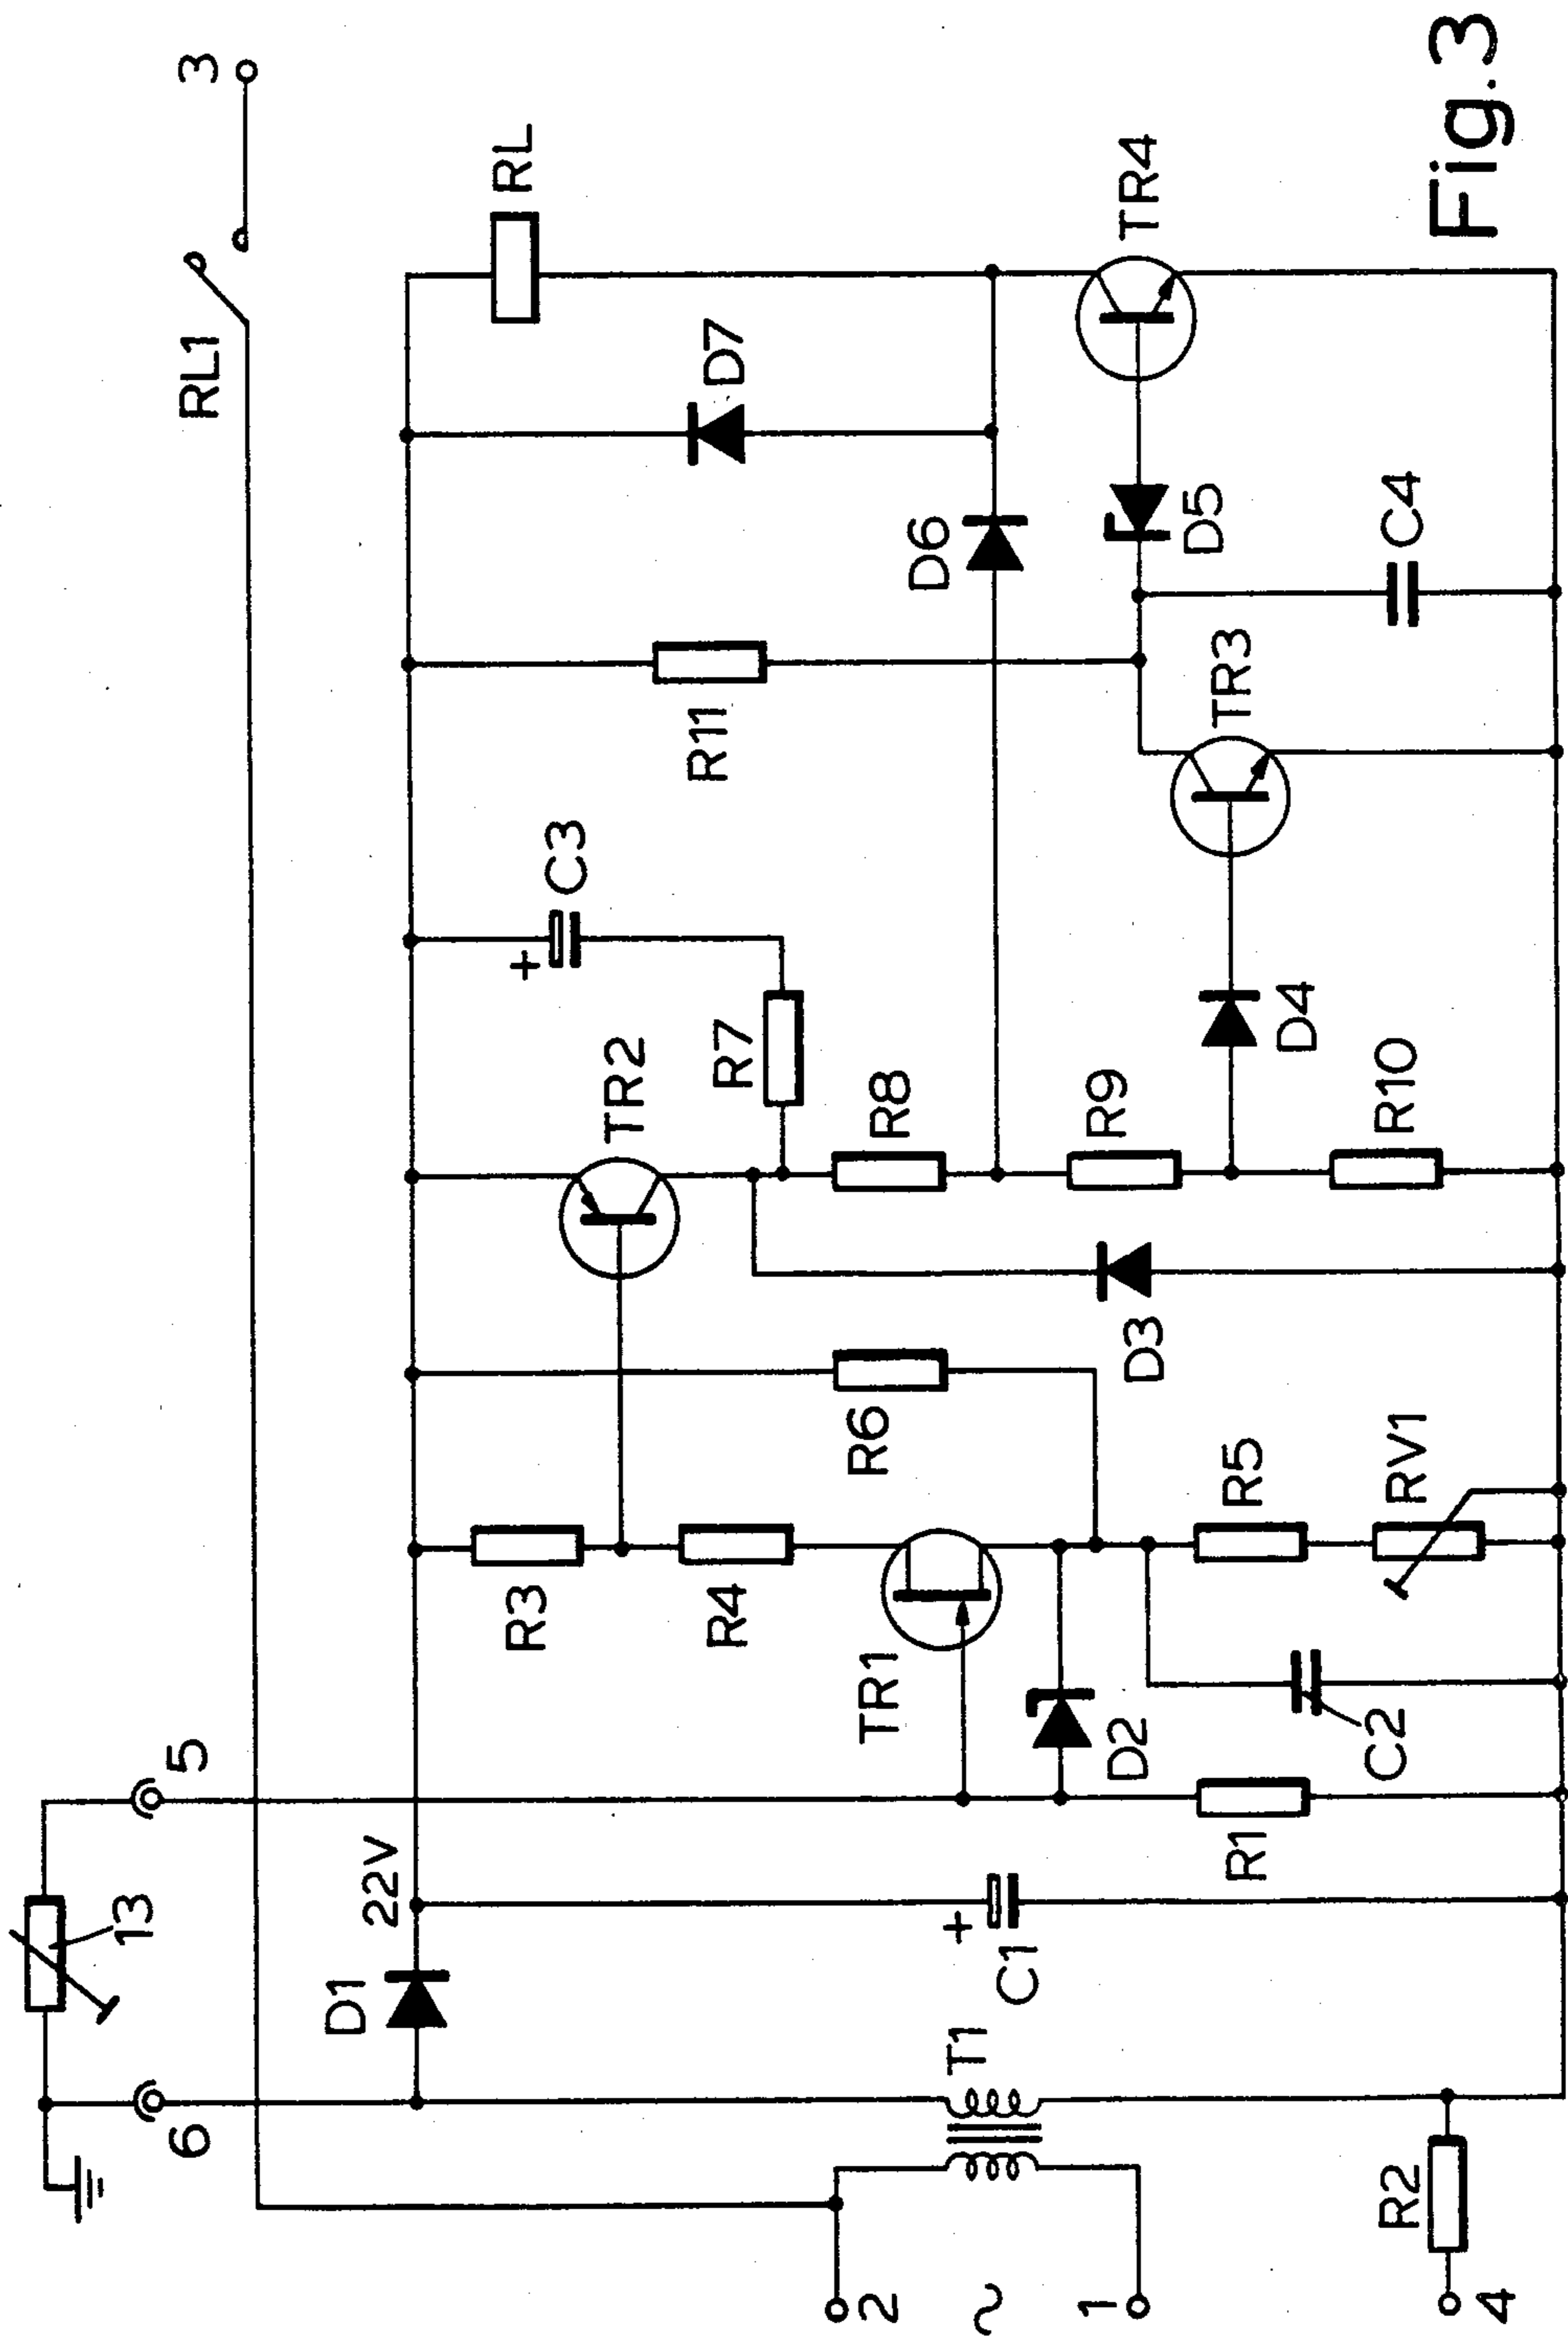 13
5
6
3
RL1
D1
22V
R3
R4
TR1
D2
R1
C1
T1
2
~
1
4
R2
C2
R5
RV1
R6
D3
TR2
R7
C3
+
+
R8
R9
R10
D4
TR3
R11
D6
D7
RL
D5
C4
TR4
Fig.3